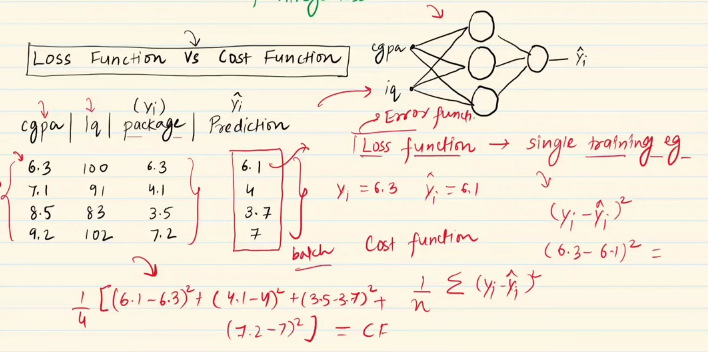 Loss Function Vs Cost Function
cgpa
iq
ŷi
(yi) ŷi
cgpa | iq | package | Prediction
6.3 100 6.3 6.1
7.1 91 4.1 4
8.5 83 3.5 3.7
9.2 102 7.2 7
Error funcn
Loss function → single training eg
yi = 6.3 ŷi = 6.1
(yi - ŷi)²
(6.3 - 6.1)² =
batch
Cost function
1/n Σ (yi - ŷi)²
1/4 [(6.1-6.3)² + (4.1-4)² + (3.5-3.7)² +
(7.2-7)²] = CF